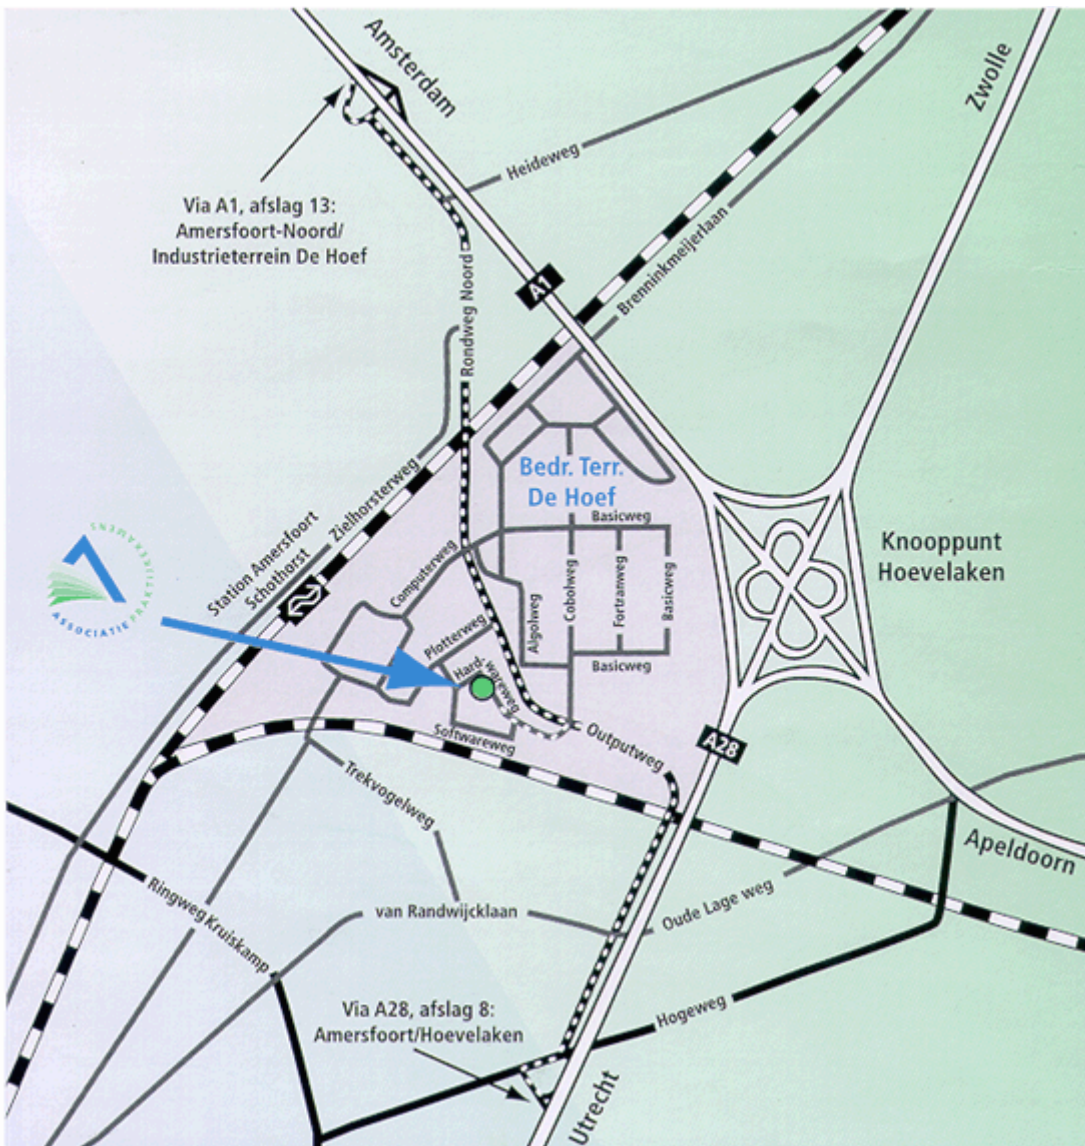 Amsterdam
Zwolle
Heideweg
Via A1, afslag 13:
Amersfoort-Noord/
Industrieterrein De Hoef
A1
Brenninkmeijerlaan
Rondweg Noord
Bedr. Terr.
De Hoef
Zielhorsterweg
Station Amersfoort
Schothorst
Basicweg
Computerweg
Algolweg
Cobolweg
Fortranweg
Basicweg
Basicweg
Knooppunt
Hoevelaken
ASSOCIATIE PRAKTIJKEXAMENS
Plotterweg
Hard-wareweg
Softwareweg
Outputweg
A28
Trekvogelweg
Apeldoorn
Ringweg Kruiskamp
van Randwijcklaan
Oude Lage weg
Via A28, afslag 8:
Amersfoort/Hoevelaken
Hogeweg
Utrecht